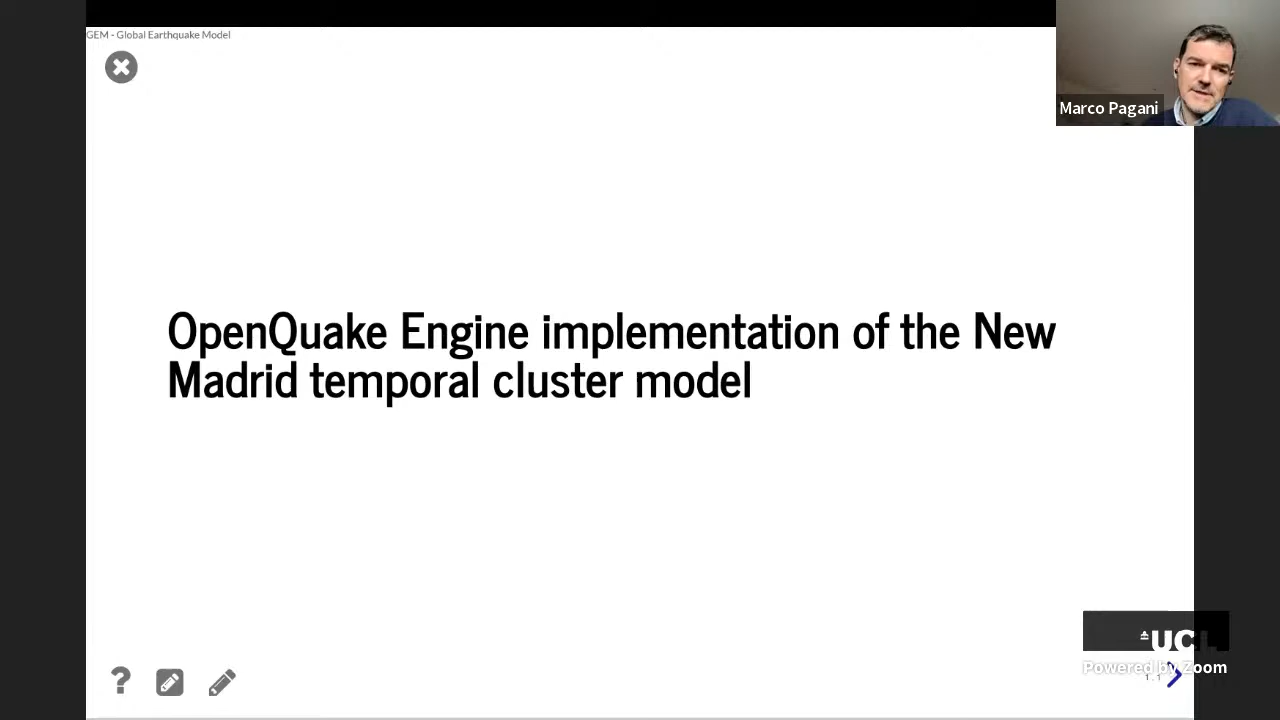 GEM - Global Earthquake Model
Marco Pagani
OpenQuake Engine implementation of the New
Madrid temporal cluster model
?
UCL
Powered by Zoom